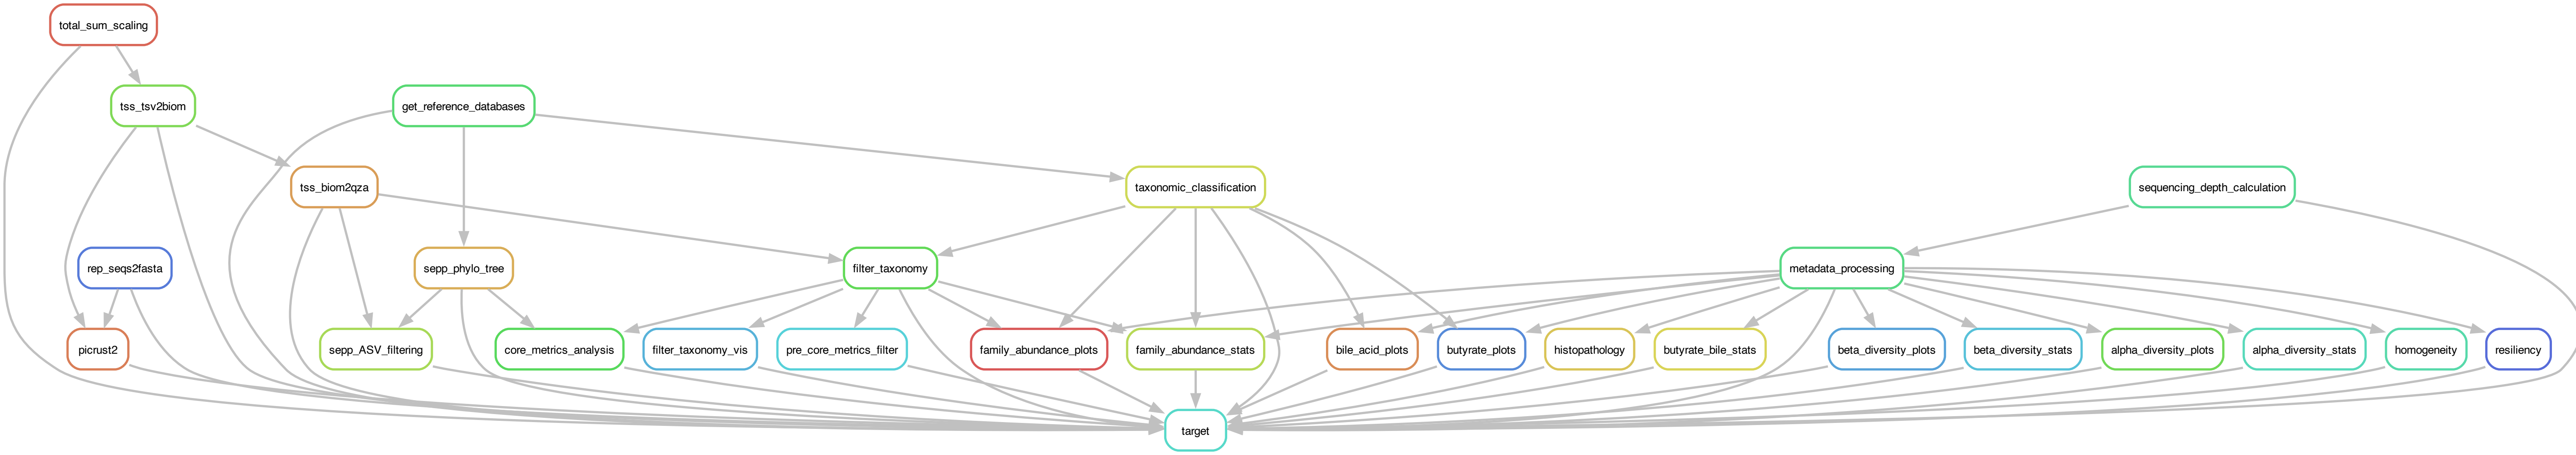 total_sum_scaling
tss_tsv2biom
get_reference_databases
tss_biom2qza
taxonomic_classification
sequencing_depth_calculation
rep_seqs2fasta
sepp_phylo_tree
filter_taxonomy
metadata_processing
picrust2
sepp_ASV_filtering
core_metrics_analysis
filter_taxonomy_vis
pre_core_metrics_filter
family_abundance_plots
family_abundance_stats
bile_acid_plots
butyrate_plots
histopathology
butyrate_bile_stats
beta_diversity_plots
beta_diversity_stats
alpha_diversity_plots
alpha_diversity_stats
homogeneity
resiliency
target